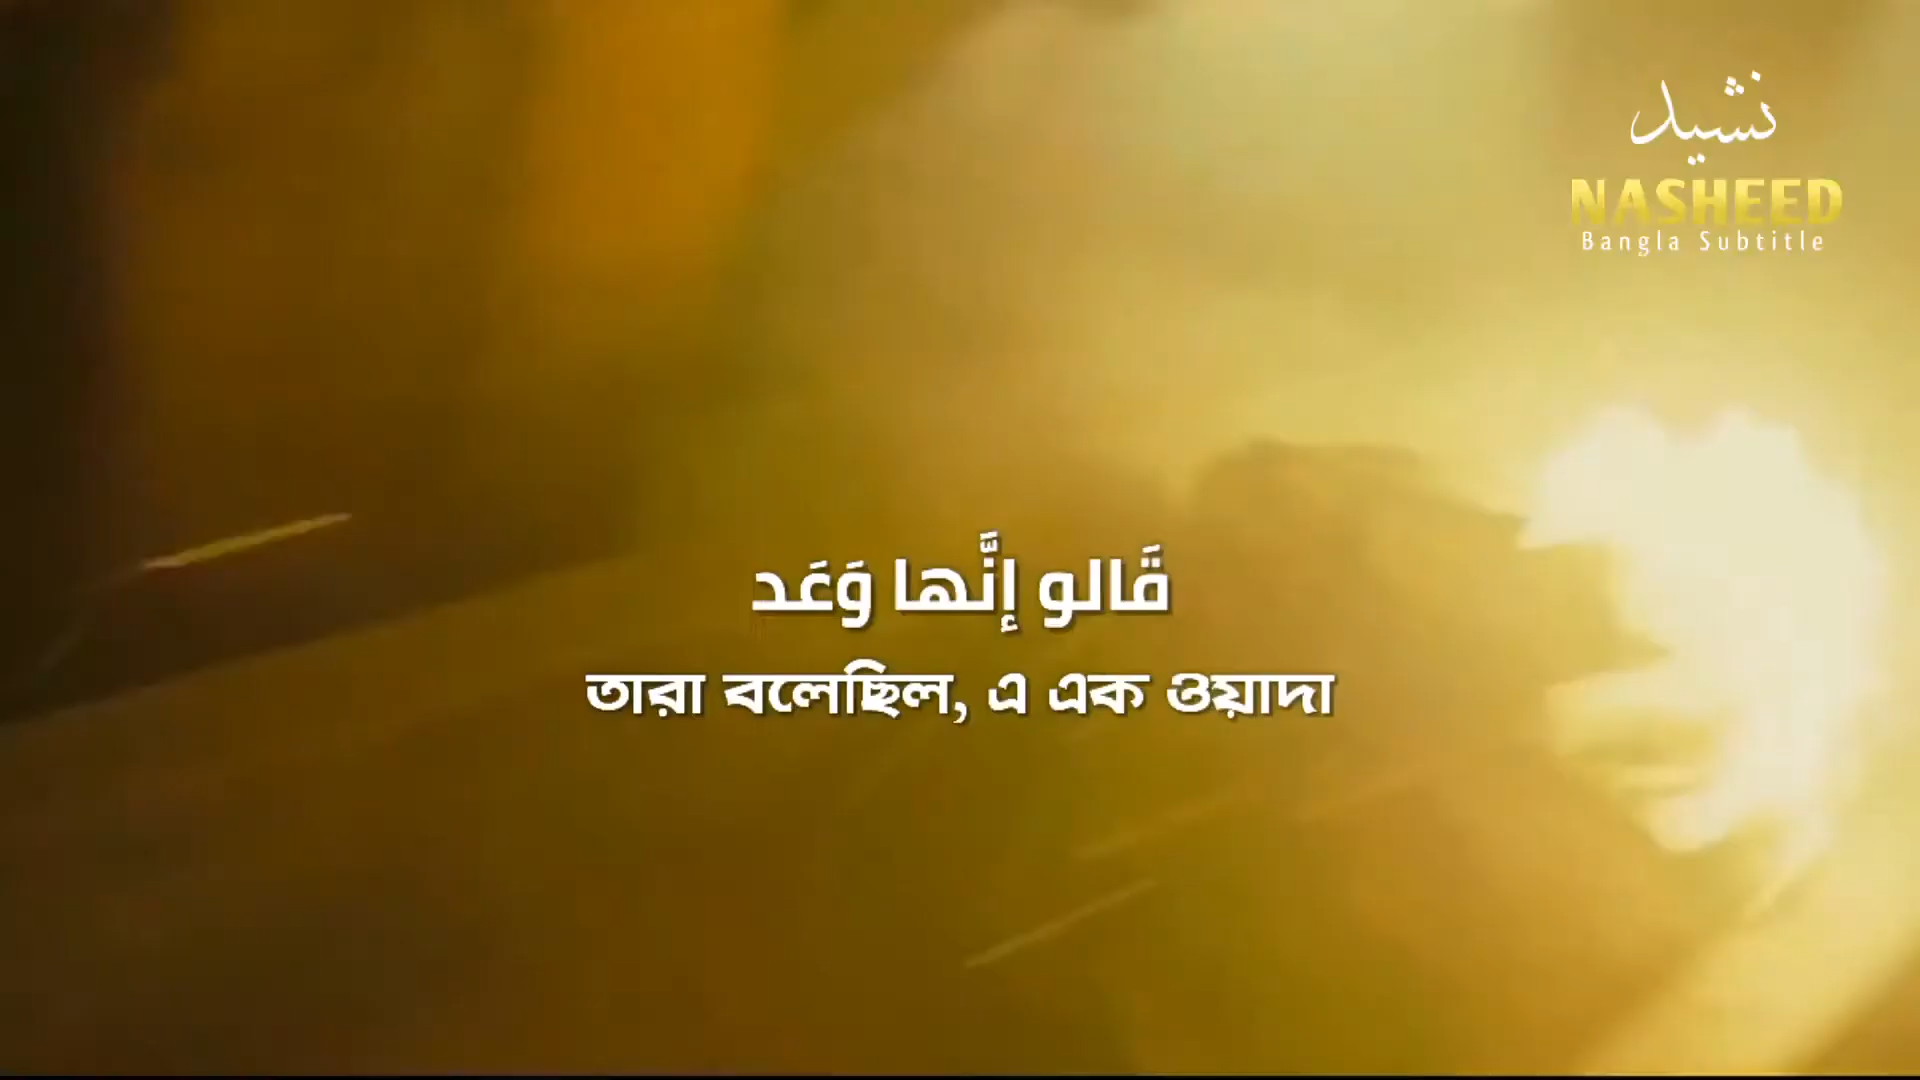 نشيد
NASHEED
Bangla Subtitle
قَالو إنَّها وَعَد
তারা বলেছিল, এ এক ওয়াদা